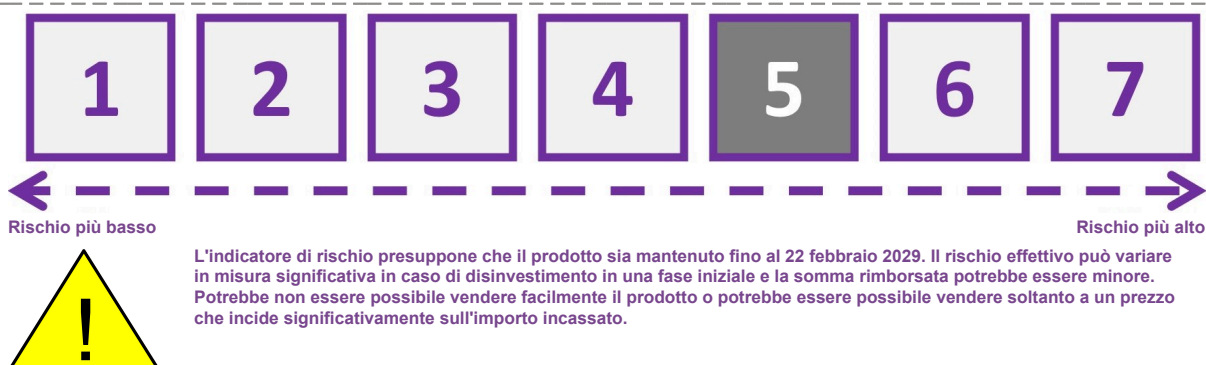 1 2 3 4 5 6 7
Rischio più basso Rischio più alto
L'indicatore di rischio presuppone che il prodotto sia mantenuto fino al 22 febbraio 2029. Il rischio effettivo può variare
in misura significativa in caso di disinvestimento in una fase iniziale e la somma rimborsata potrebbe essere minore.
Potrebbe non essere possibile vendere facilmente il prodotto o potrebbe essere possibile vendere soltanto a un prezzo
che incide significativamente sull'importo incassato.
!